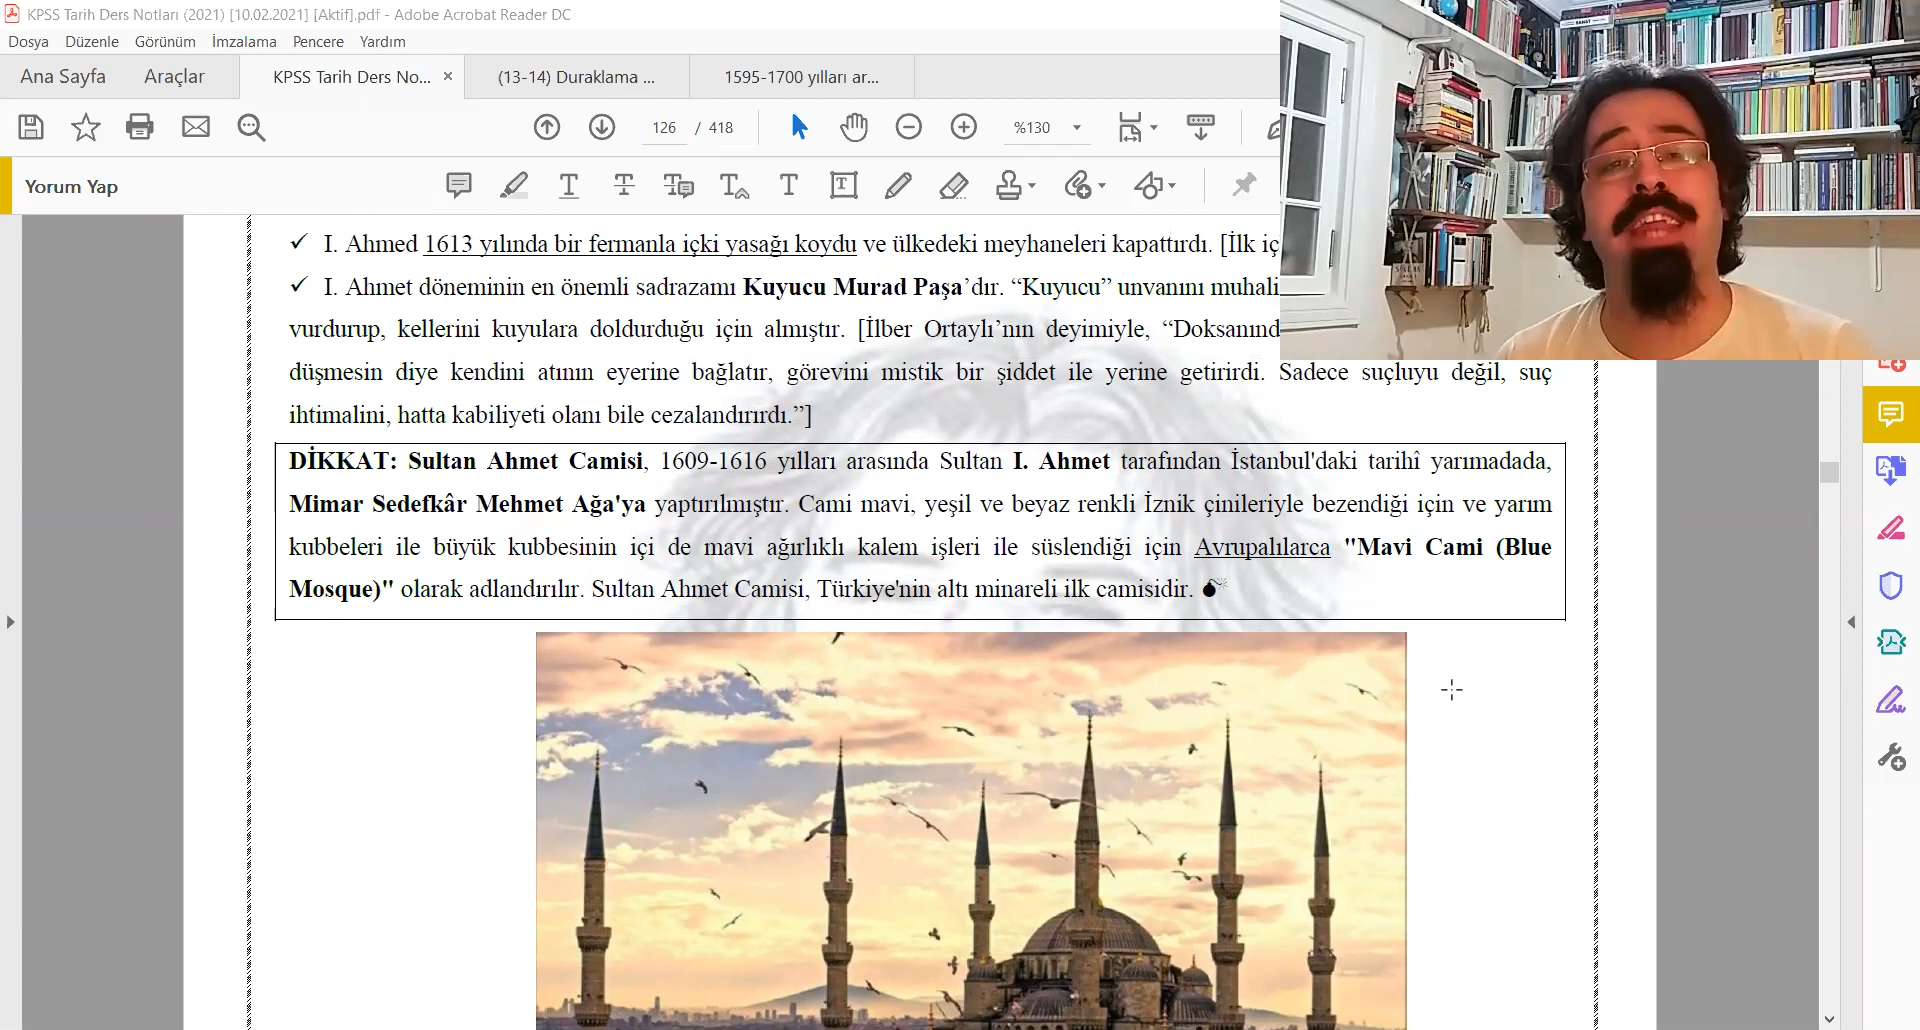 KPSS Tarih Ders Notları (2021) [10.02.2021] [Aktif].pdf - Adobe Acrobat Reader DC
Dosya Düzenle Görünüm İmzalama Pencere Yardım
Ana Sayfa Araçlar KPSS Tarih Ders No... × (13-14) Duraklama ... 1595-1700 yılları ar...
126 / 418 %130
Yorum Yap
✓ I. Ahmed 1613 yılında bir fermanla içki yasağı koydu ve ülkedeki meyhaneleri kapattırdı. [İlk iç
✓ I. Ahmet döneminin en önemli sadrazamı Kuyucu Murad Paşa’dır. “Kuyucu” unvanını muhali
vurdurup, kellerini kuyulara doldurduğu için almıştır. [İlber Ortaylı’nın deyimiyle, “Doksanınd
düşmesin diye kendini atının eyerine bağlatır, görevini mistik bir şiddet ile yerine getirirdi. Sadece suçluyu değil, suç
ihtimalini, hatta kabiliyeti olanı bile cezalandırırdı.”]
DİKKAT: Sultan Ahmet Camisi, 1609-1616 yılları arasında Sultan I. Ahmet tarafından İstanbul'daki tarihî yarımadada,
Mimar Sedefkâr Mehmet Ağa'ya yaptırılmıştır. Cami mavi, yeşil ve beyaz renkli İznik çinileriyle bezendiği için ve yarım
kubbeleri ile büyük kubbesinin içi de mavi ağırlıklı kalem işleri ile süslendiği için Avrupalılarca "Mavi Cami (Blue
Mosque)" olarak adlandırılır. Sultan Ahmet Camisi, Türkiye'nin altı minareli ilk camisidir.